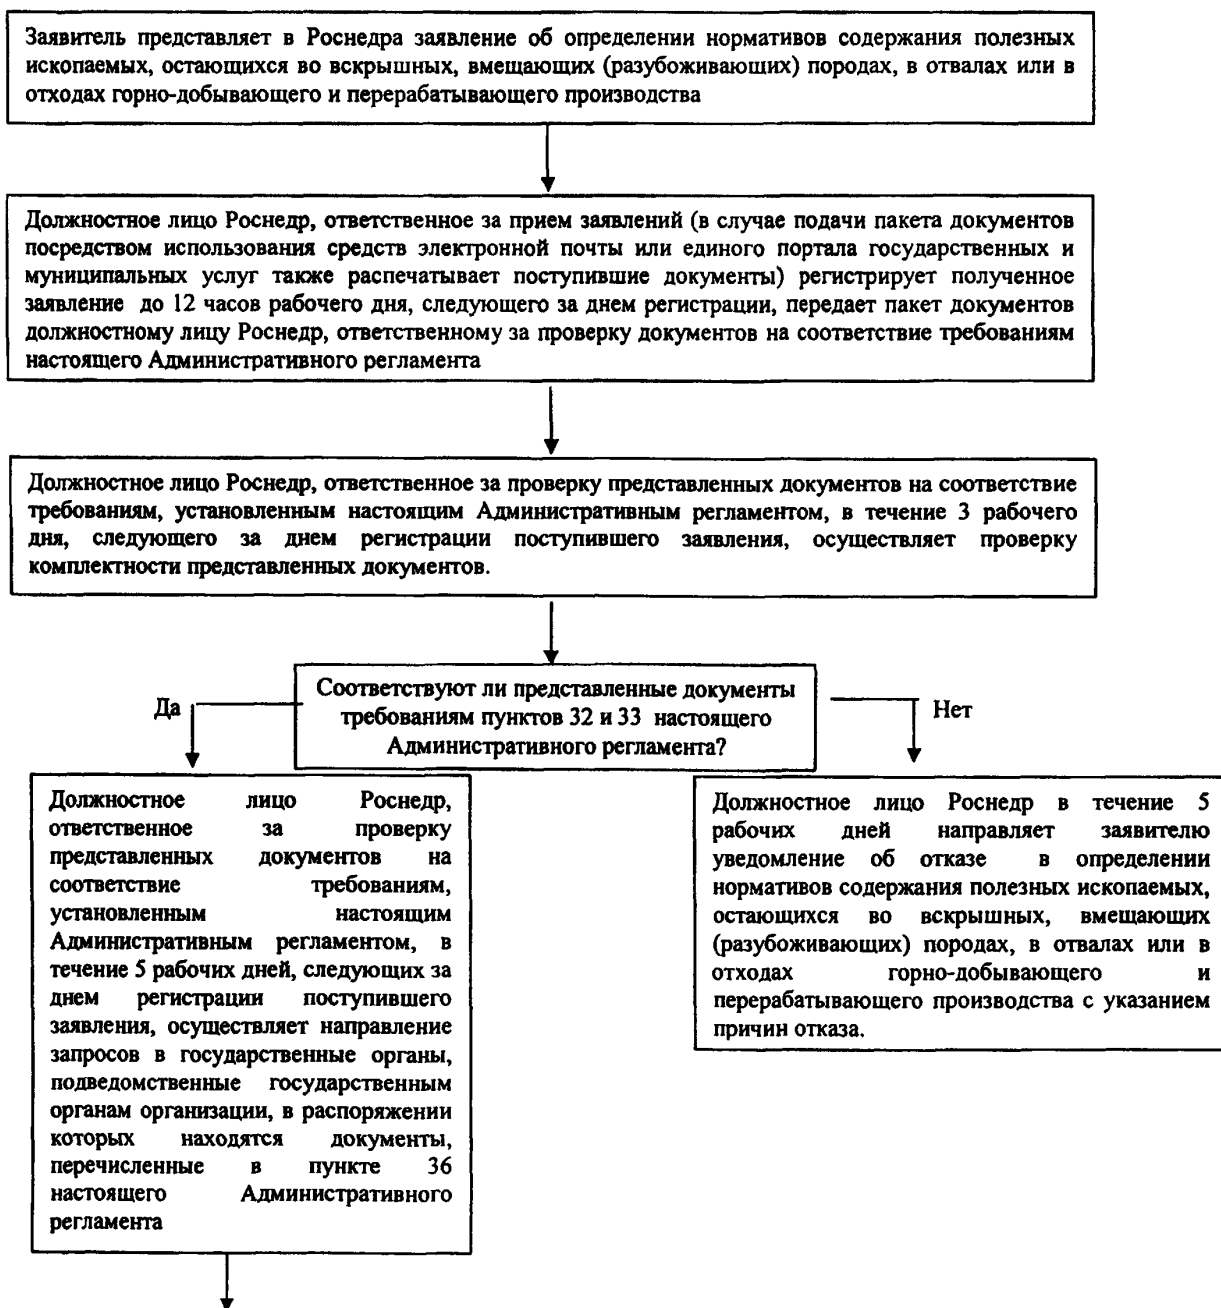 Заявитель представляет в Роснедра заявление об определении нормативов содержания полезных
ископаемых, остающихся во вскрышных, вмещающих (разубоживающих) породах, в отвалах или в
отходах горно-добывающего и перерабатывающего производства
Должностное лицо Роснедр, ответственное за прием заявлений (в случае подачи пакета документов
посредством использования средств электронной почты или единого портала государственных и
муниципальных услуг также распечатывает поступившие документы) регистрирует полученное
заявление до 12 часов рабочего дня, следующего за днем регистрации, передает пакет документов
должностному лицу Роснедр, ответственному за проверку документов на соответствие требованиям
настоящего Административного регламента
Должностное лицо Роснедр, ответственное за проверку представленных документов на соответствие
требованиям, установленным настоящим Административным регламентом, в течение 3 рабочего
дня, следующего за днем регистрации поступившего заявления, осуществляет проверку
комплектности представленных документов.
Соответствуют ли представленные документы
требованиям пунктов 32 и 33 настоящего
Административного регламента?
Да
Нет
Должностное лицо Роснедр,
ответственное за проверку
представленных документов на
соответствие требованиям,
установленным настоящим
Административным регламентом, в
течение 5 рабочих дней, следующих за
днем регистрации поступившего
заявления, осуществляет направление
запросов в государственные органы,
подведомственные государственным
органам организации, в распоряжении
которых находятся документы,
перечисленные в пункте 36
настоящего Административного
регламента
Должностное лицо Роснедр в течение 5
рабочих дней направляет заявителю
уведомление об отказе в определении
нормативов содержания полезных ископаемых,
остающихся во вскрышных, вмещающих
(разубоживающих) породах, в отвалах или в
отходах горно-добывающего и
перерабатывающего производства с указанием
причин отказа.